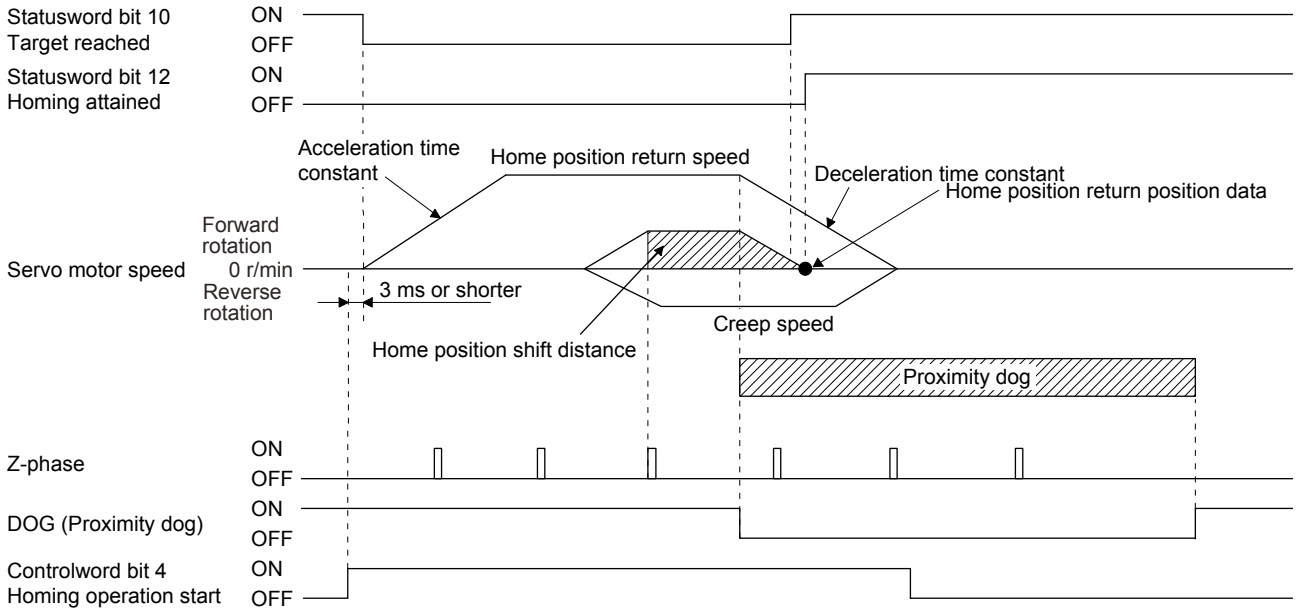 Statusword bit 10
Target reached
ON
OFF
Statusword bit 12
Homing attained
ON
OFF
Acceleration time
constant
Home position return speed
Deceleration time constant
Home position return position data
Forward
rotation
Servo motor speed
0 r/min
Reverse
rotation
3 ms or shorter
Creep speed
Home position shift distance
Proximity dog
Z-phase
ON
OFF
DOG (Proximity dog)
ON
OFF
Controlword bit 4
Homing operation start
ON
OFF